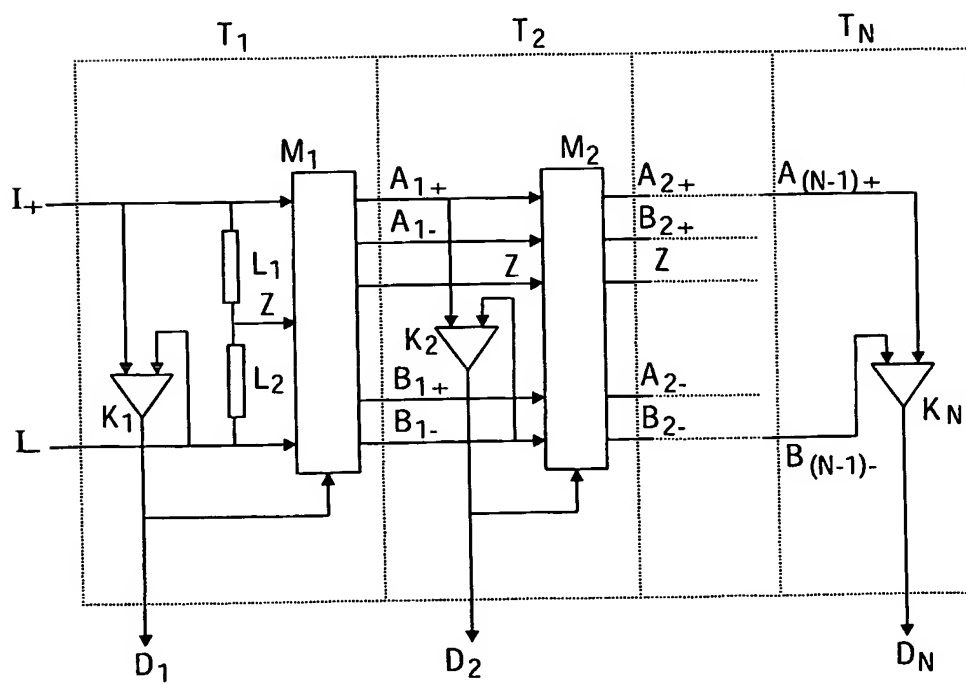 T1 T2 TN
M1 M2
I+ A1+ A2+ A(N-1)+
A1- B2+
L1 Z Z
Z
K2
L2 B1+ A2- KN
K1
I- B1- B2- B(N-1)-
D1 D2 DN